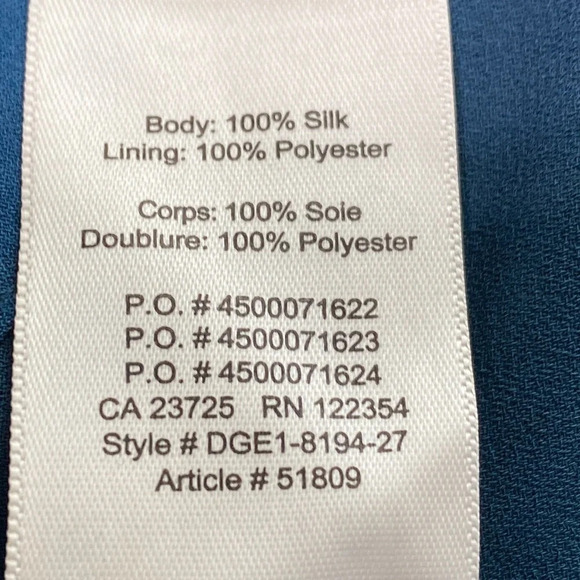 Body: 100% Silk
Lining: 100% Polyester
Corps: 100% Soie
Doublure: 100% Polyester
P.O. # 4500071622
P.O. # 4500071623
P.O. # 4500071624
CA 23725 RN 122354
Style # DGE1-8194-27
Article # 51809